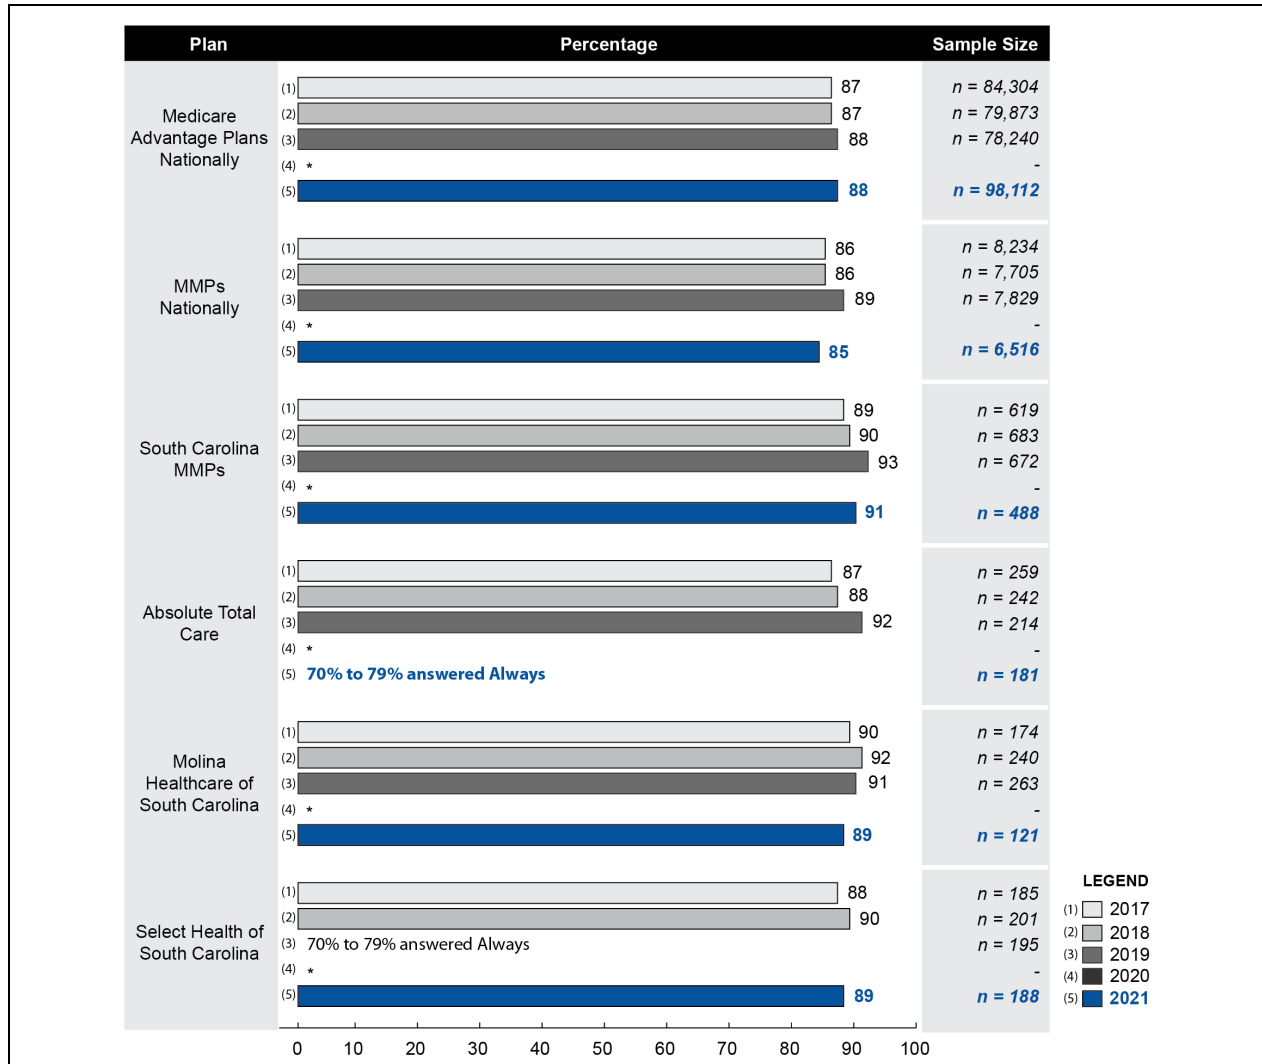 Plan Percentage Sample Size
Medicare
Advantage Plans
Nationally
(1) 87 n = 84,304
(2) 87 n = 79,873
(3) 88 n = 78,240
(4) * -
(5) 88 n = 98,112
MMPs
Nationally
(1) 86 n = 8,234
(2) 86 n = 7,705
(3) 89 n = 7,829
(4) * -
(5) 85 n = 6,516
South Carolina
MMPs
(1) 89 n = 619
(2) 90 n = 683
(3) 93 n = 672
(4) * -
(5) 91 n = 488
Absolute Total
Care
(1) 87 n = 259
(2) 88 n = 242
(3) 92 n = 214
(4) * -
(5) 70% to 79% answered Always n = 181
Molina
Healthcare of
South Carolina
(1) 90 n = 174
(2) 92 n = 240
(3) 91 n = 263
(4) * -
(5) 89 n = 121
Select Health of
South Carolina
(1) 88 n = 185
(2) 90 n = 201
(3) 70% to 79% answered Always n = 195
(4) * -
(5) 89 n = 188
0 10 20 30 40 50 60 70 80 90 100
LEGEND
(1) 2017
(2) 2018
(3) 2019
(4) 2020
(5) 2021